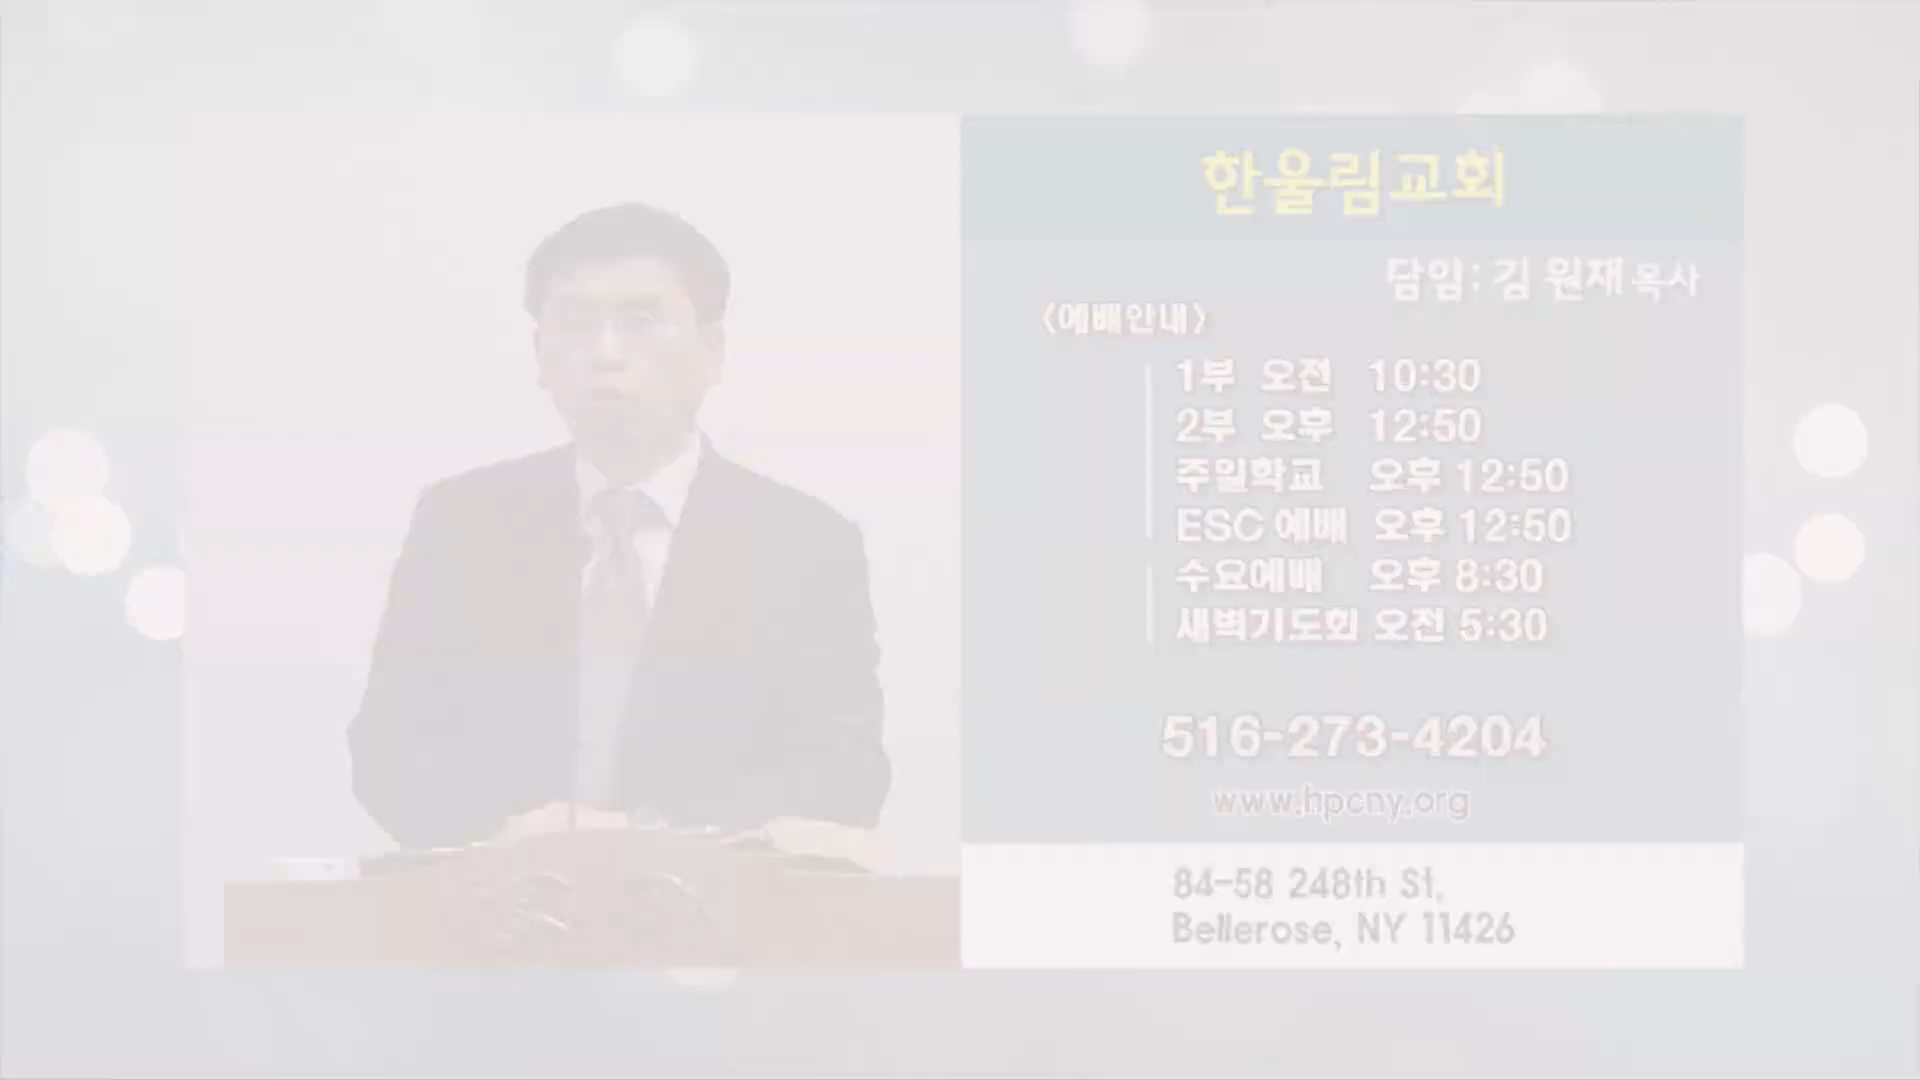 한울림교회
담임: 김 원재 목사
<예배안내>
1부 오전 10:30
2부 오후 12:50
주일학교 오후 12:50
ESC 예배 오후 12:50
수요예배 오후 8:30
새벽기도회 오전 5:30
516-273-4204
www.hpcny.org
84-58 248th St,
Bellerose, NY 11426